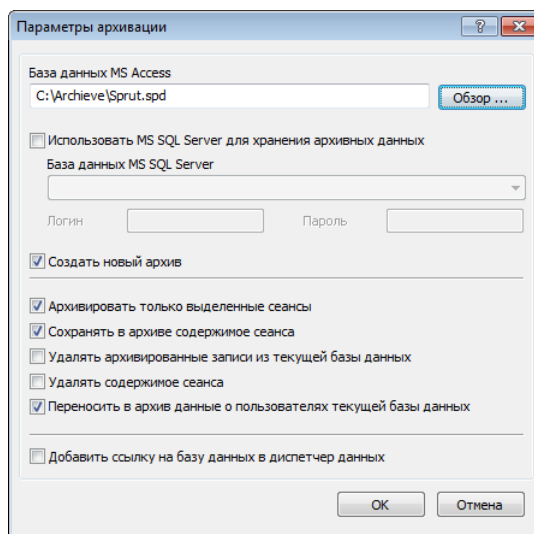 Параметры архивации
База данных MS Access
C:\Archieve\Sprut.spd
Обзор ...
Использовать MS SQL Server для хранения архивных данных
База данных MS SQL Server
Логин
Пароль
Создать новый архив
Архивировать только выделенные сеансы
Сохранять в архиве содержимое сеанса
Удалять архивированные записи из текущей базы данных
Удалять содержимое сеанса
Переносить в архив данные о пользователях текущей базы данных
Добавить ссылку на базу данных в диспетчер данных
OK
Отмена